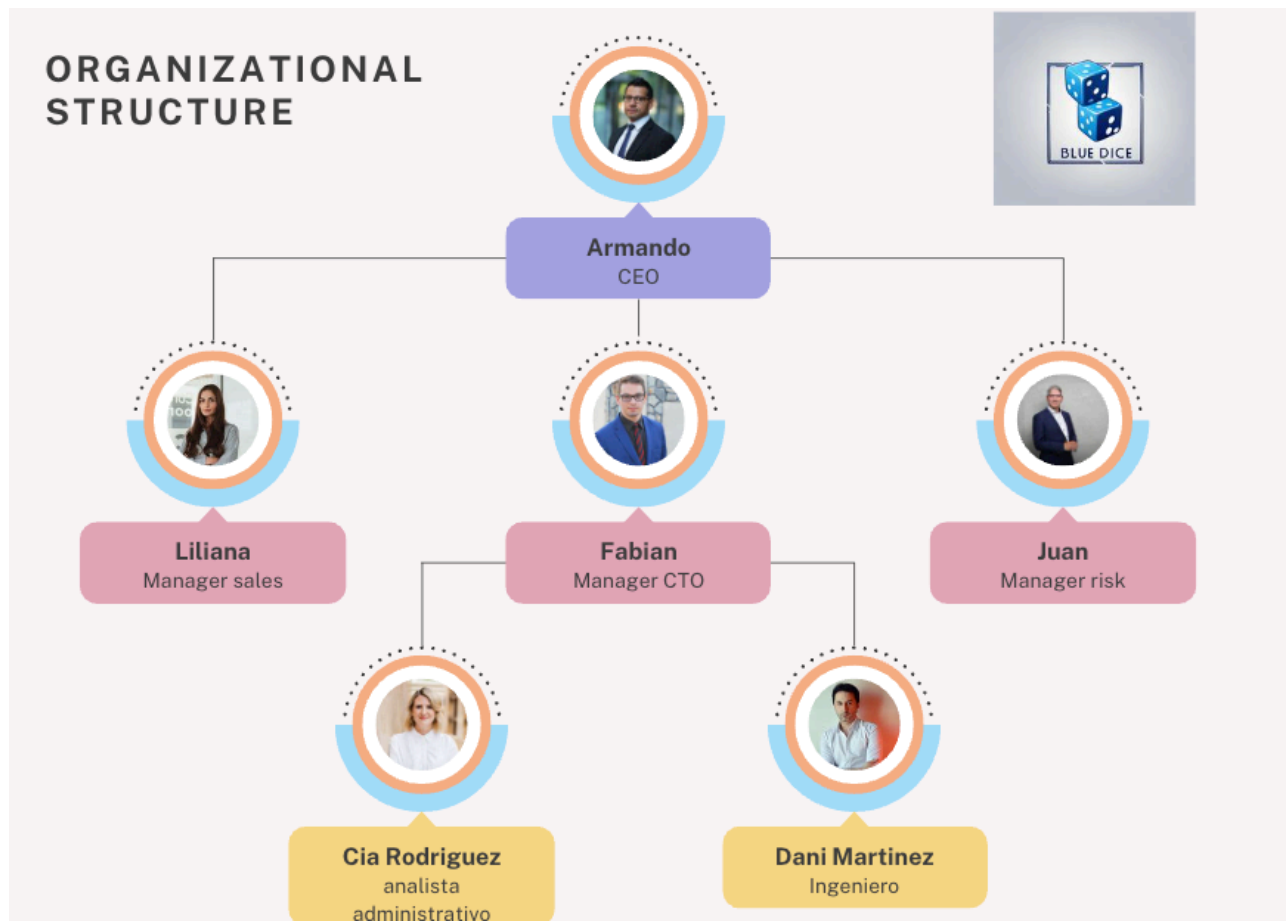 ORGANIZATIONAL
STRUCTURE
BLUE DICE
Armando
CEO
Liliana
Manager sales
Fabian
Manager CTO
Juan
Manager risk
Cia Rodriguez
analista
administrativo
Dani Martinez
Ingeniero